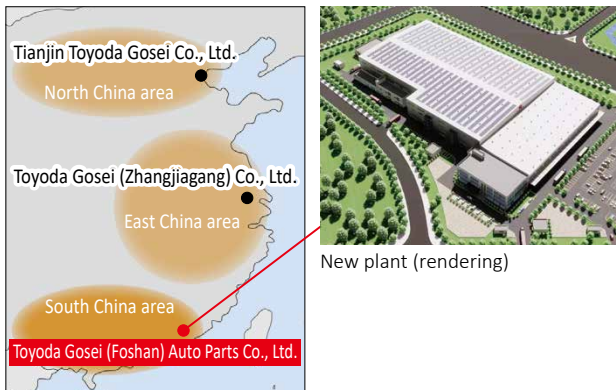 Tianjin Toyoda Gosei Co., Ltd.
North China area
Toyoda Gosei (Zhangjiagang) Co., Ltd.
East China area
South China area
Toyoda Gosei (Foshan) Auto Parts Co., Ltd.
New plant (rendering)